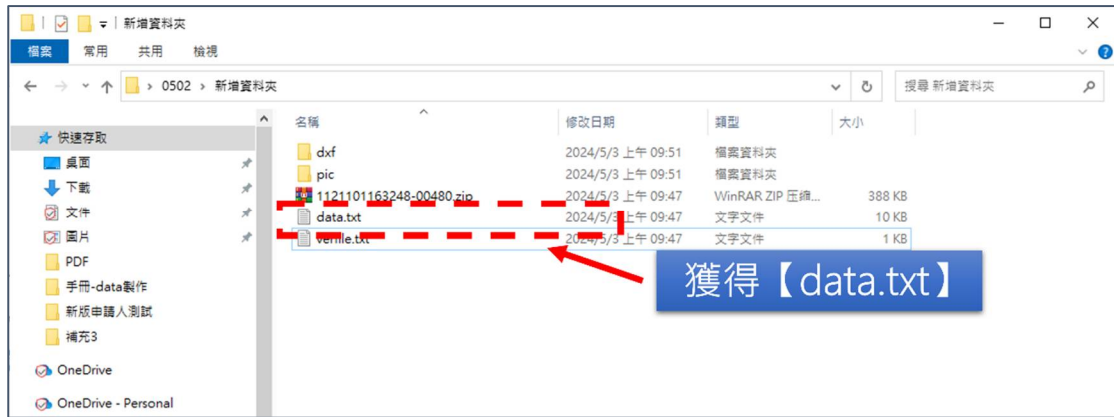 新增資料夾
檔案 常用 共用 檢視
0502 > 新增資料夾
搜尋 新增資料夾
名稱 修改日期 類型 大小
快速存取
桌面
下載
文件
圖片
PDF
手冊-data製作
新版申請人測試
補充3
OneDrive
OneDrive - Personal
dxf 2024/5/3 上午 09:51 檔案資料夾
pic 2024/5/3 上午 09:51 檔案資料夾
1121101163248-00480.zip 2024/5/3 上午 09:47 WinRAR ZIP 压缩... 388 KB
data.txt 2024/5/3 上午 09:47 文字文件 10 KB
2024/5/3 上午 09:47 文字文件 1 KB
獲得【data.txt】